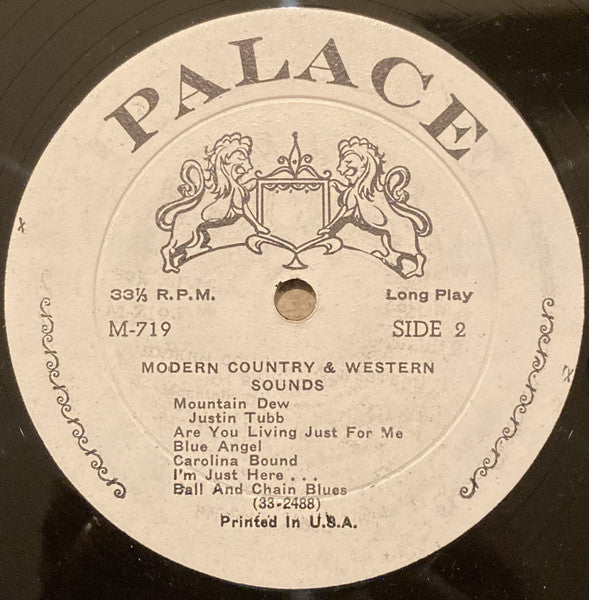 PALACE
33⅓ R.P.M. Long Play
M-719 SIDE 2
MODERN COUNTRY & WESTERN
SOUNDS
Mountain Dew
Justin Tubb
Are You Living Just For Me
Blue Angel
Carolina Bound
I'm Just Here . . .
Ball And Chain Blues
(33-2488)
Printed In U.S.A.